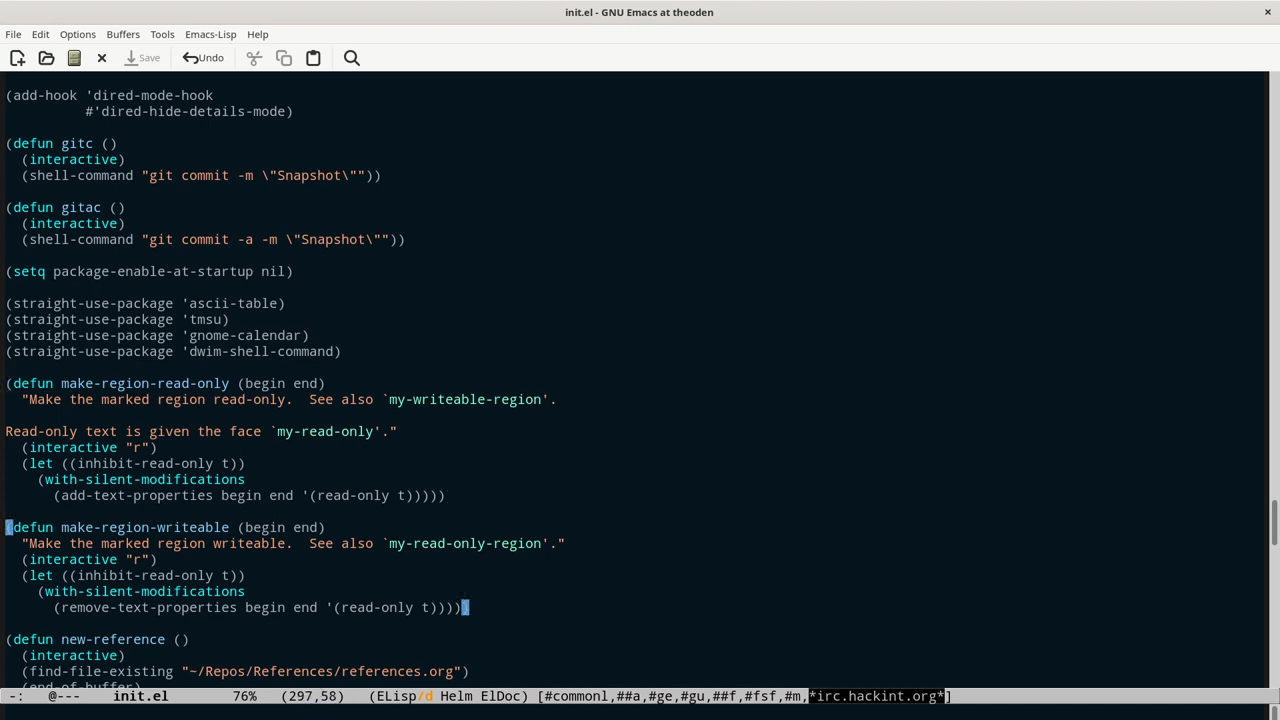 init.el - GNU Emacs at theoden
File Edit Options Buffers Tools Emacs-Lisp Help
Save Undo
(add-hook 'dired-mode-hook
          #'dired-hide-details-mode)

(defun gitc ()
  (interactive)
  (shell-command "git commit -m \"Snapshot\""))

(defun gitac ()
  (interactive)
  (shell-command "git commit -a -m \"Snapshot\""))

(setq package-enable-at-startup nil)

(straight-use-package 'ascii-table)
(straight-use-package 'tmsu)
(straight-use-package 'gnome-calendar)
(straight-use-package 'dwim-shell-command)

(defun make-region-read-only (begin end)
  "Make the marked region read-only.  See also `my-writeable-region'.

Read-only text is given the face `my-read-only'."
  (interactive "r")
  (let ((inhibit-read-only t))
    (with-silent-modifications
      (add-text-properties begin end '(read-only t)))))

(defun make-region-writeable (begin end)
  "Make the marked region writeable.  See also `my-read-only-region'."
  (interactive "r")
  (let ((inhibit-read-only t))
    (with-silent-modifications
      (remove-text-properties begin end '(read-only t)))))

(defun new-reference ()
  (interactive)
  (find-file-existing "~/Repos/References/references.org")
  (end-of-buffer)
-:   @---   init.el        76%   (297,58)   (ELisp/d Helm ElDoc) [#commonl,##a,#ge,#gu,##f,#fsf,#m,*irc.hackint.org*]